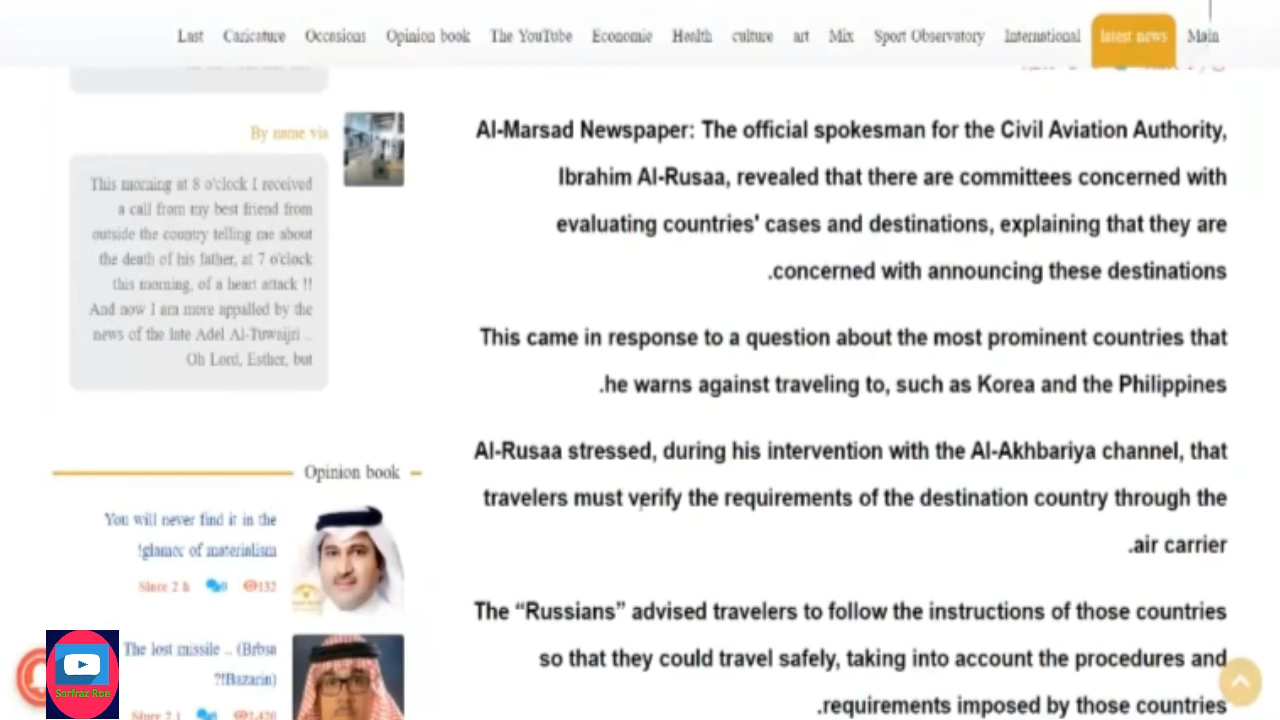 Last Caricature Occasions Opinion book The YouTube Economie Health culture art Mix Sport Observatory International latest news Main
Al-Marsad Newspaper: The official spokesman for the Civil Aviation Authority,
Ibrahim Al-Rusaa, revealed that there are committees concerned with
evaluating countries' cases and destinations, explaining that they are
.concerned with announcing these destinations
This came in response to a question about the most prominent countries that
.he warns against traveling to, such as Korea and the Philippines
Al-Rusaa stressed, during his intervention with the Al-Akhbariya channel, that
travelers must verify the requirements of the destination country through the
.air carrier
The “Russians” advised travelers to follow the instructions of those countries
so that they could travel safely, taking into account the procedures and
.requirements imposed by those countries
By name via
This morning at 8 o'clock I received
a call from my best friend from
outside the country telling me about
the death of his father, at 7 o'clock
this morning, of a heart attack !!
And now I am more appalled by the
news of the late Adel Al-Tuwaijri ..
Oh Lord, Esther, but
Opinion book
You will never find it in the
!glamor of materialism
Since 2 h 0 132
The lost missile .. (Brbsa
?!Bazarin)
2,420
Sarfraz Roe